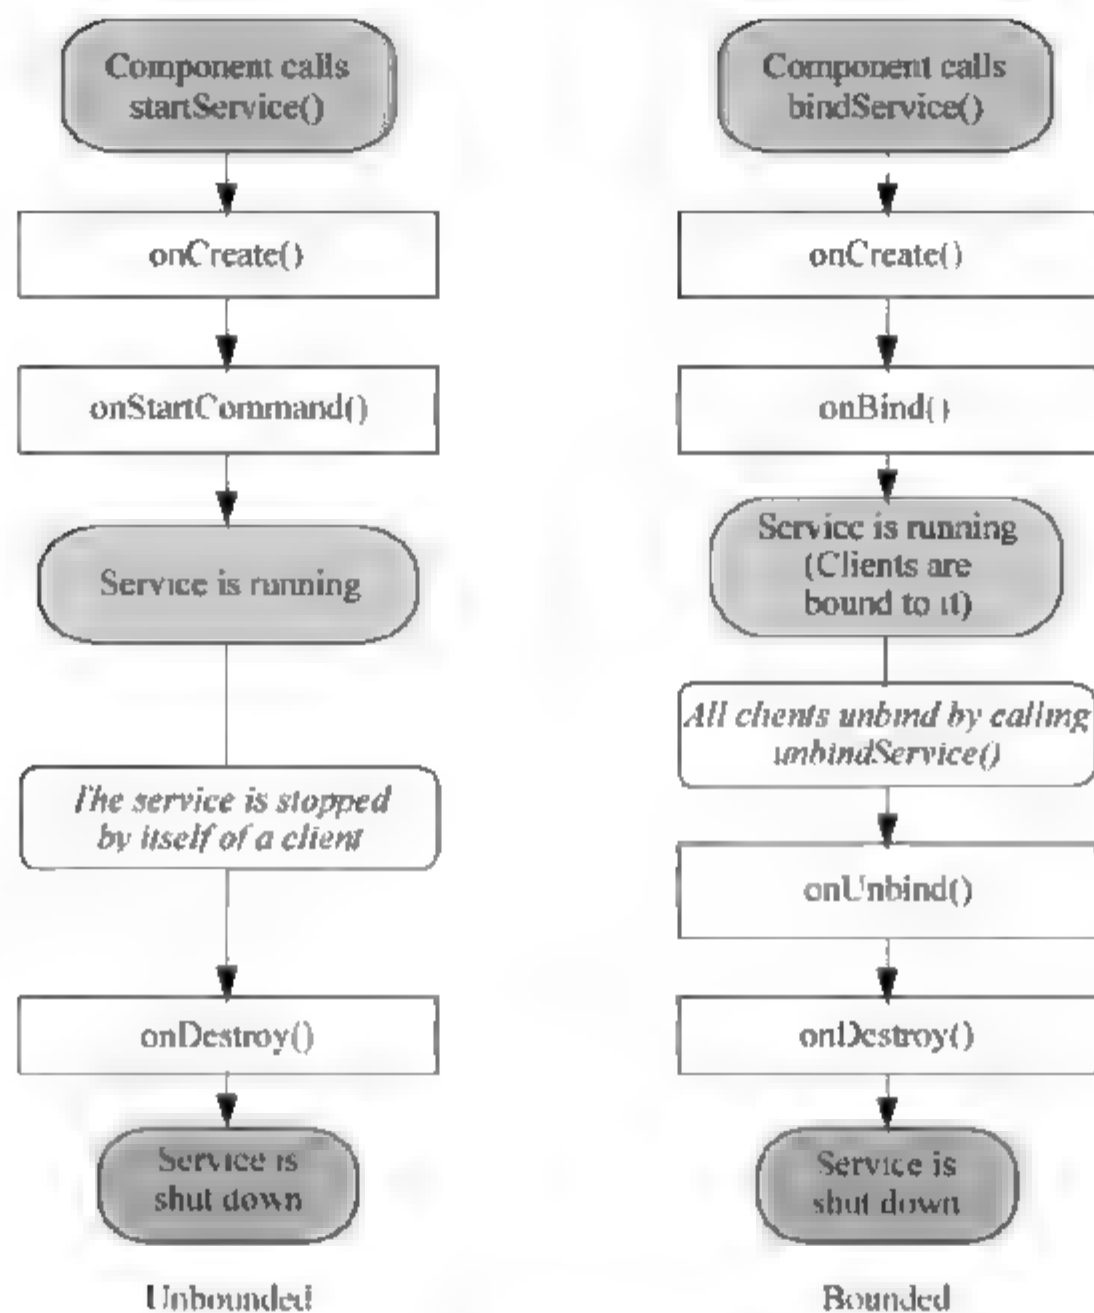 Component calls
startService()
onCreate()
onStartCommand()
Service is running
The service is stopped
by itself of a client
onDestroy()
Service is
shut down
Unbounded
Component calls
bindService()
onCreate()
onBind()
Service is running
(Clients are
bound to it)
All clients unbind by calling
unbindService()
onUnbind()
onDestroy()
Service is
shut down
Bounded